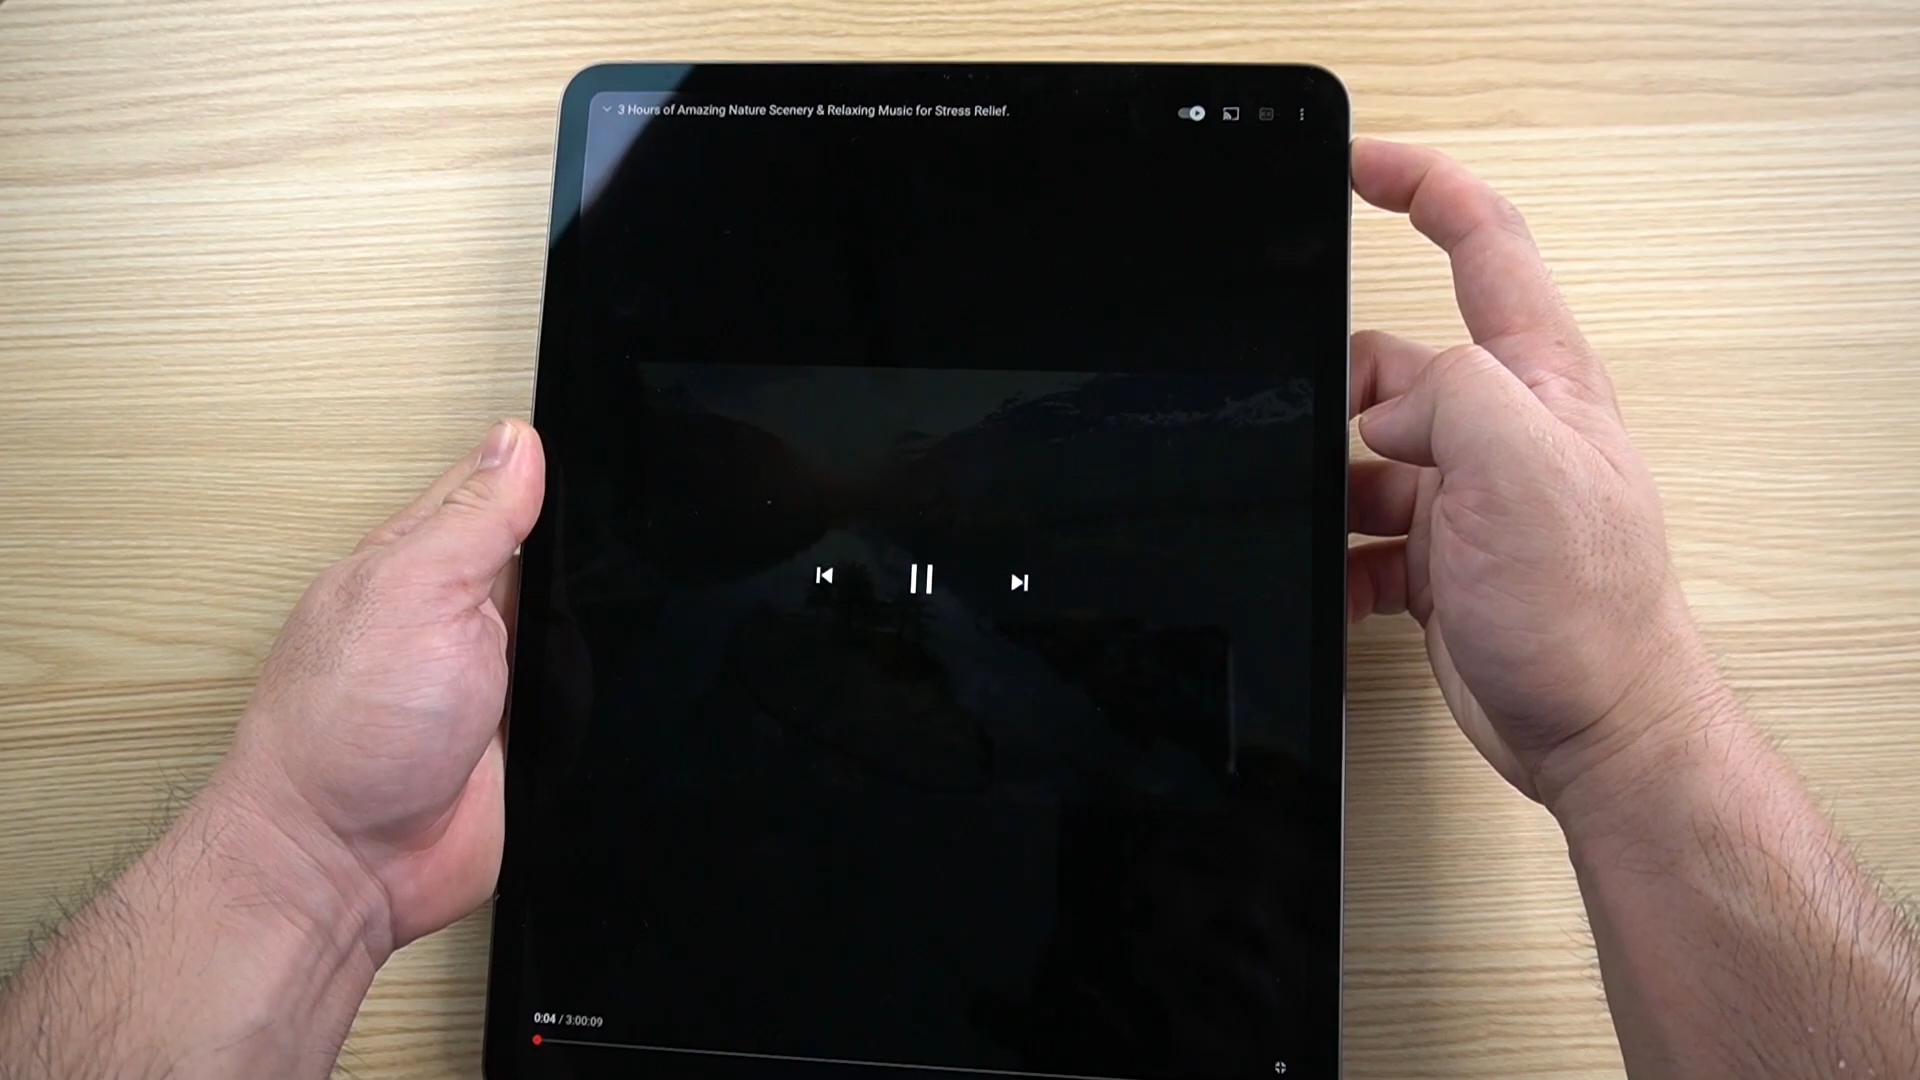 3 Hours of Amazing Nature Scenery & Relaxing Music for Stress Relief.
0:04 / 3:00:09